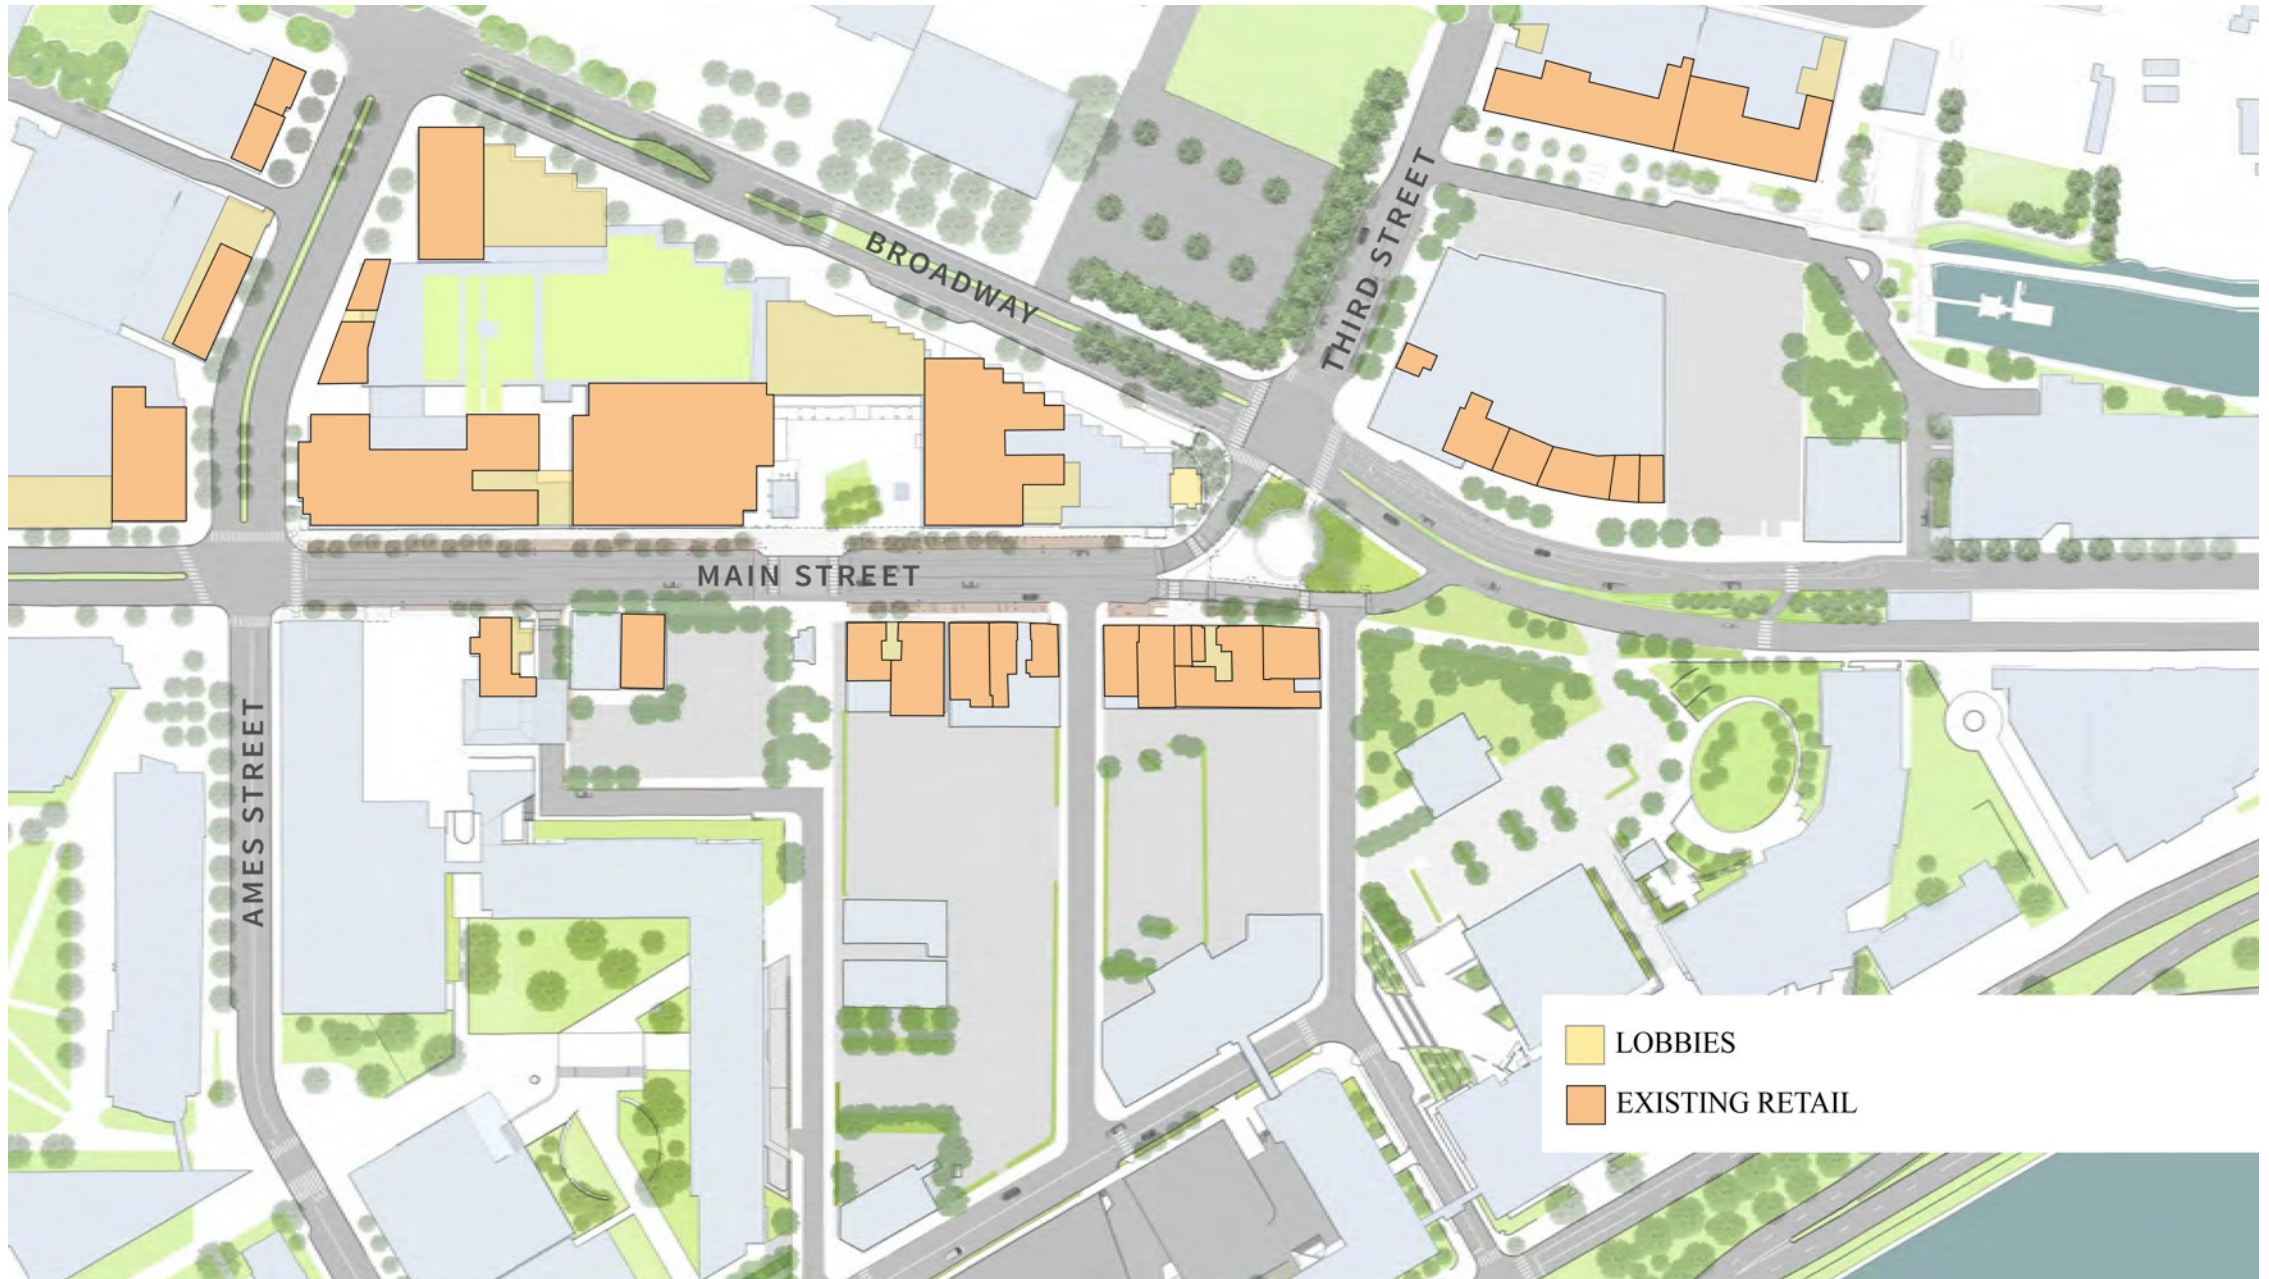 BROADWAY
THIRD STREET
MAIN STREET
AMES STREET
LOBBIES
EXISTING RETAIL